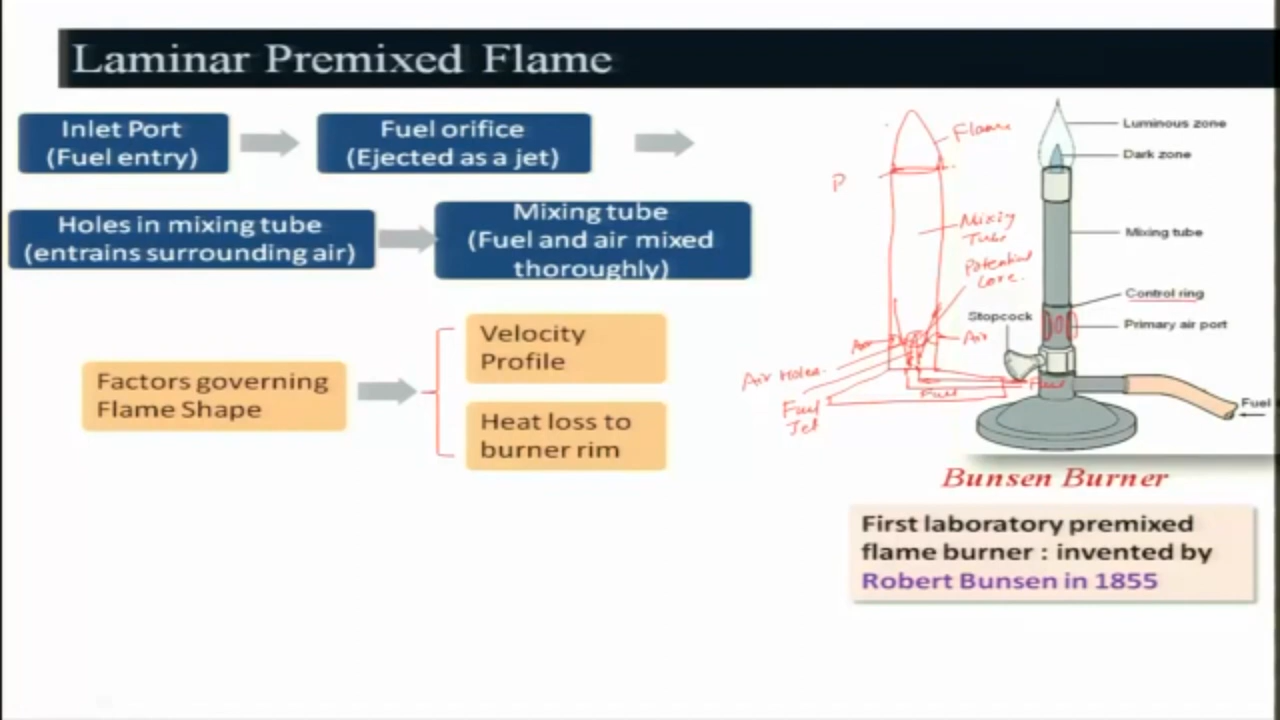 Laminar Premixed Flame
Inlet Port
(Fuel entry)
Fuel orifice
(Ejected as a jet)
Holes in mixing tube
(entrains surrounding air)
Mixing tube
(Fuel and air mixed
thoroughly)
Factors governing
Flame Shape
Velocity
Profile
Heat loss to
burner rim
Flame
P
Mixing
Tube
Potential
Core.
Air
Air
Air Holes.
Fuel
Jet
Fuel
Fuel
Luminous zone
Dark zone
Mixing tube
Control ring
Stopcock
Primary air port
Fuel
Bunsen Burner
First laboratory premixed
flame burner : invented by
Robert Bunsen in 1855